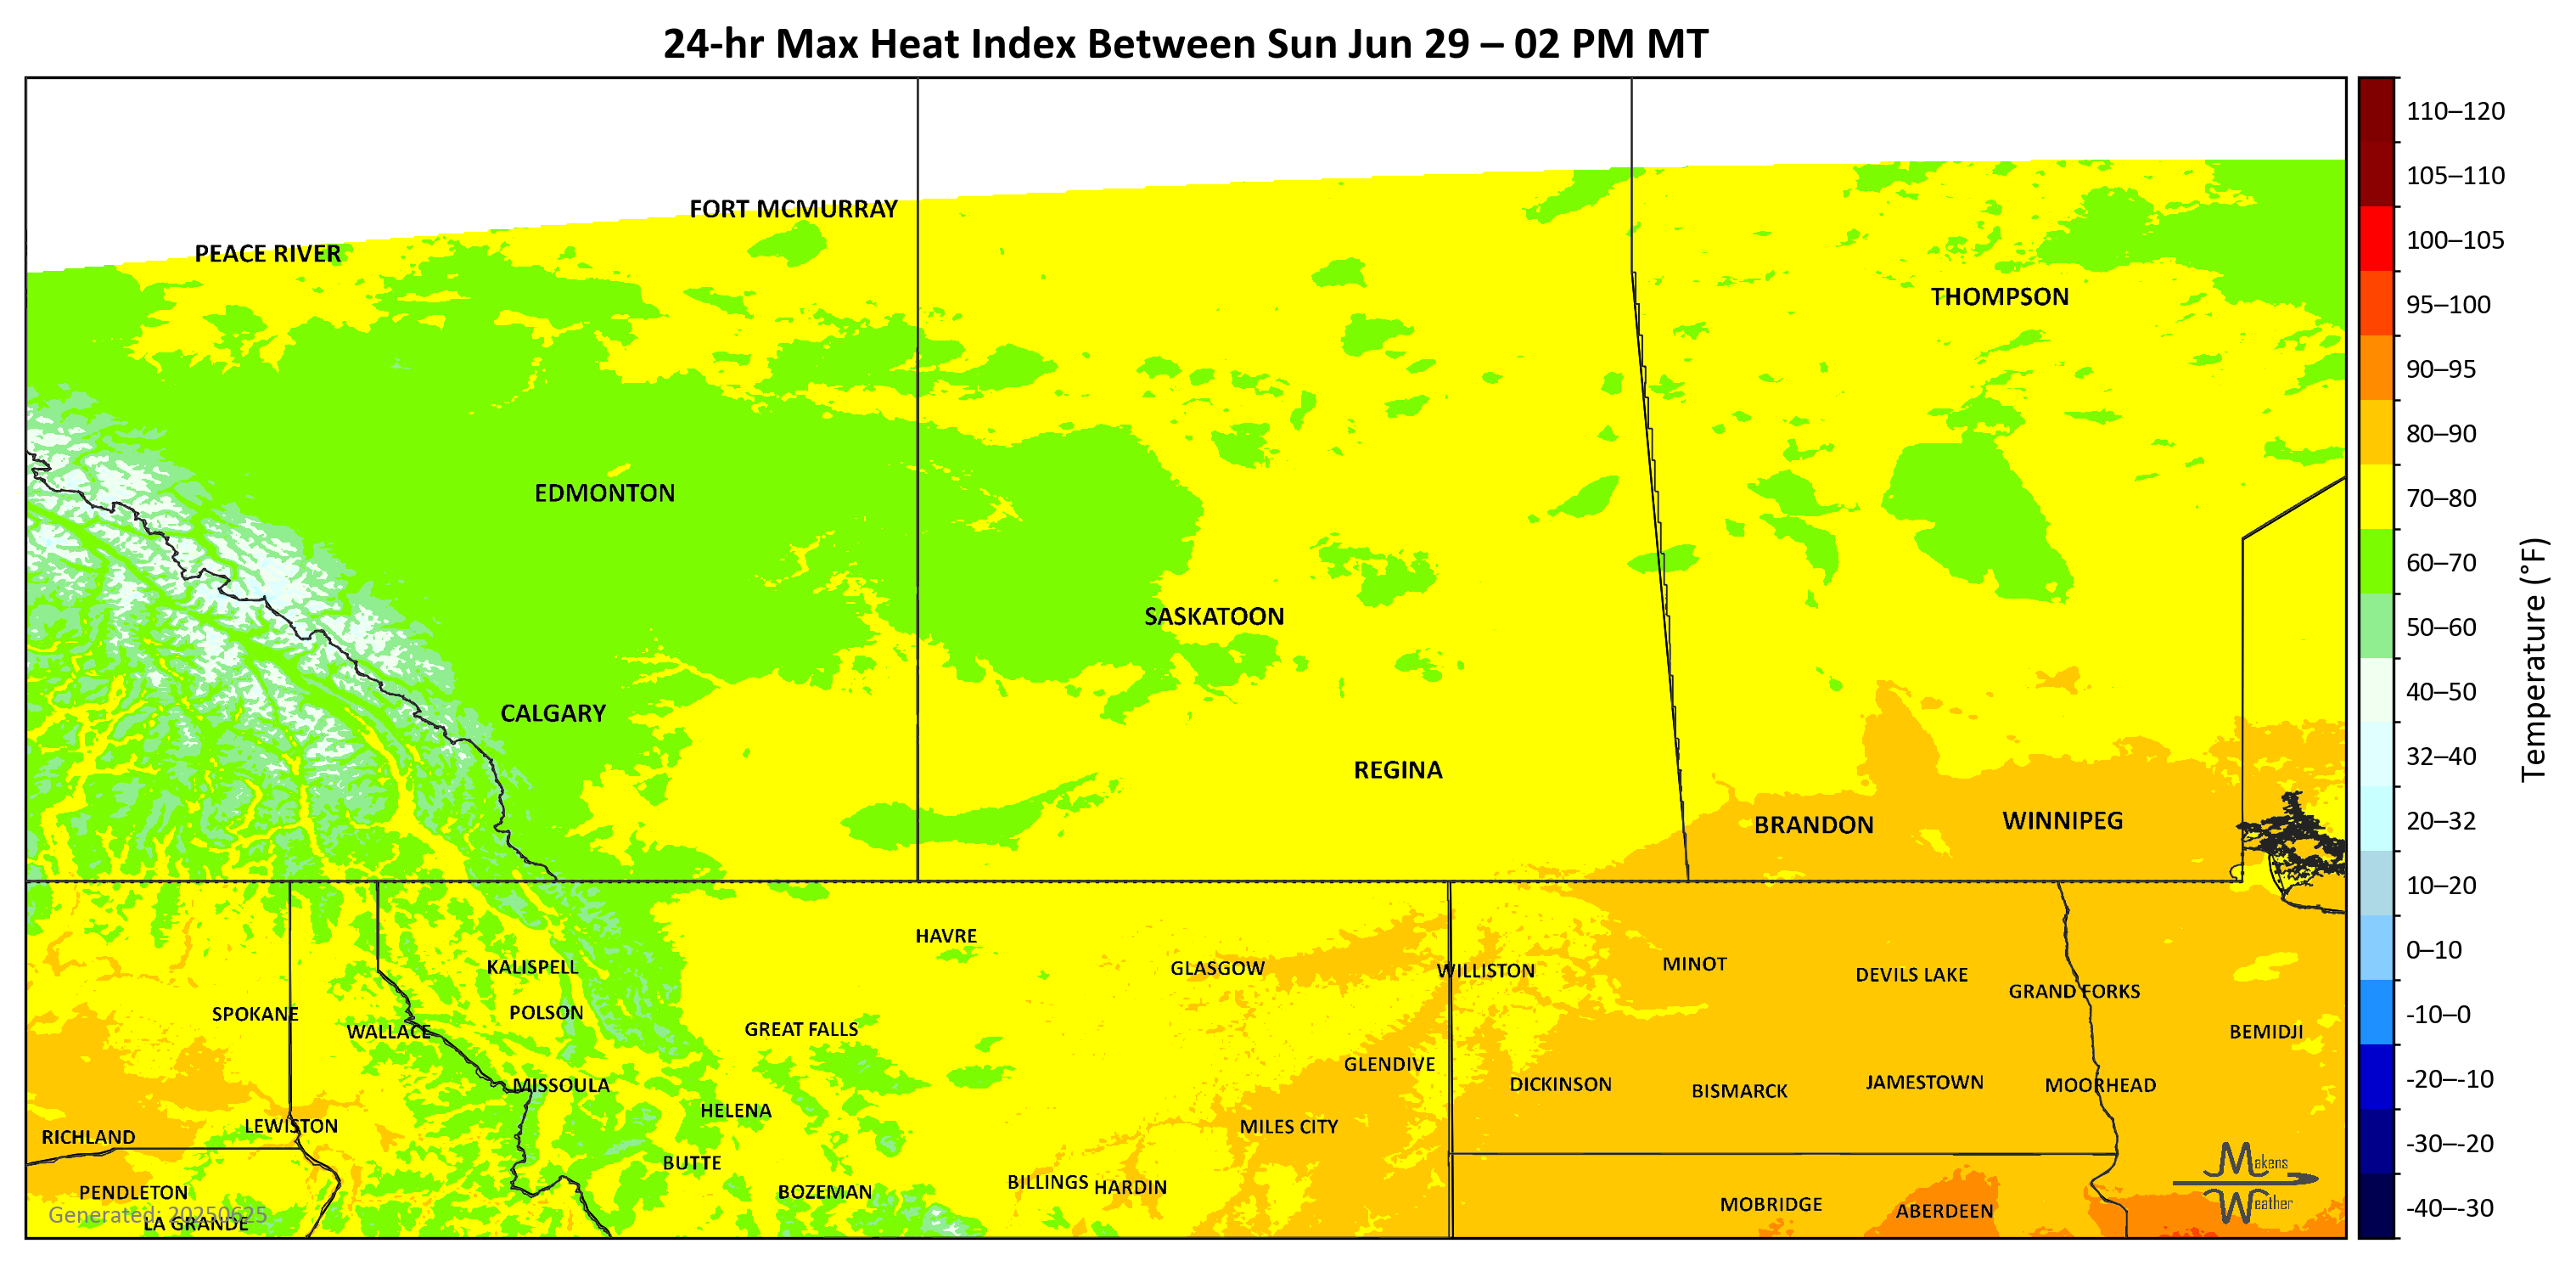 24-hr Max Heat Index Between Sun Jun 29 – 02 PM MT
110–120
105–110
100–105
95–100
90–95
80–90
70–80
60–70
50–60
40–50
32–40
20–32
10–20
0–10
-10–0
-20–-10
-30–-20
-40–-30
Temperature (°F)
FORT MCMURRAY
PEACE RIVER
THOMPSON
EDMONTON
SASKATOON
CALGARY
REGINA
BRANDON
WINNIPEG
HAVRE
KALISPELL
GLASGOW
WILLISTON
MINOT
DEVILS LAKE
GRAND FORKS
SPOKANE
POLSON
WALLACE
GREAT FALLS
BEMIDJI
GLENDIVE
MISSOULA
DICKINSON
BISMARCK
JAMESTOWN
MOORHEAD
HELENA
LEWISTON
MILES CITY
RICHLAND
BUTTE
PENDLETON
BOZEMAN
BILLINGS
HARDIN
MOBRIDGE
ABERDEEN
Generated: 20250625
LA GRANDE
Makens
Weather